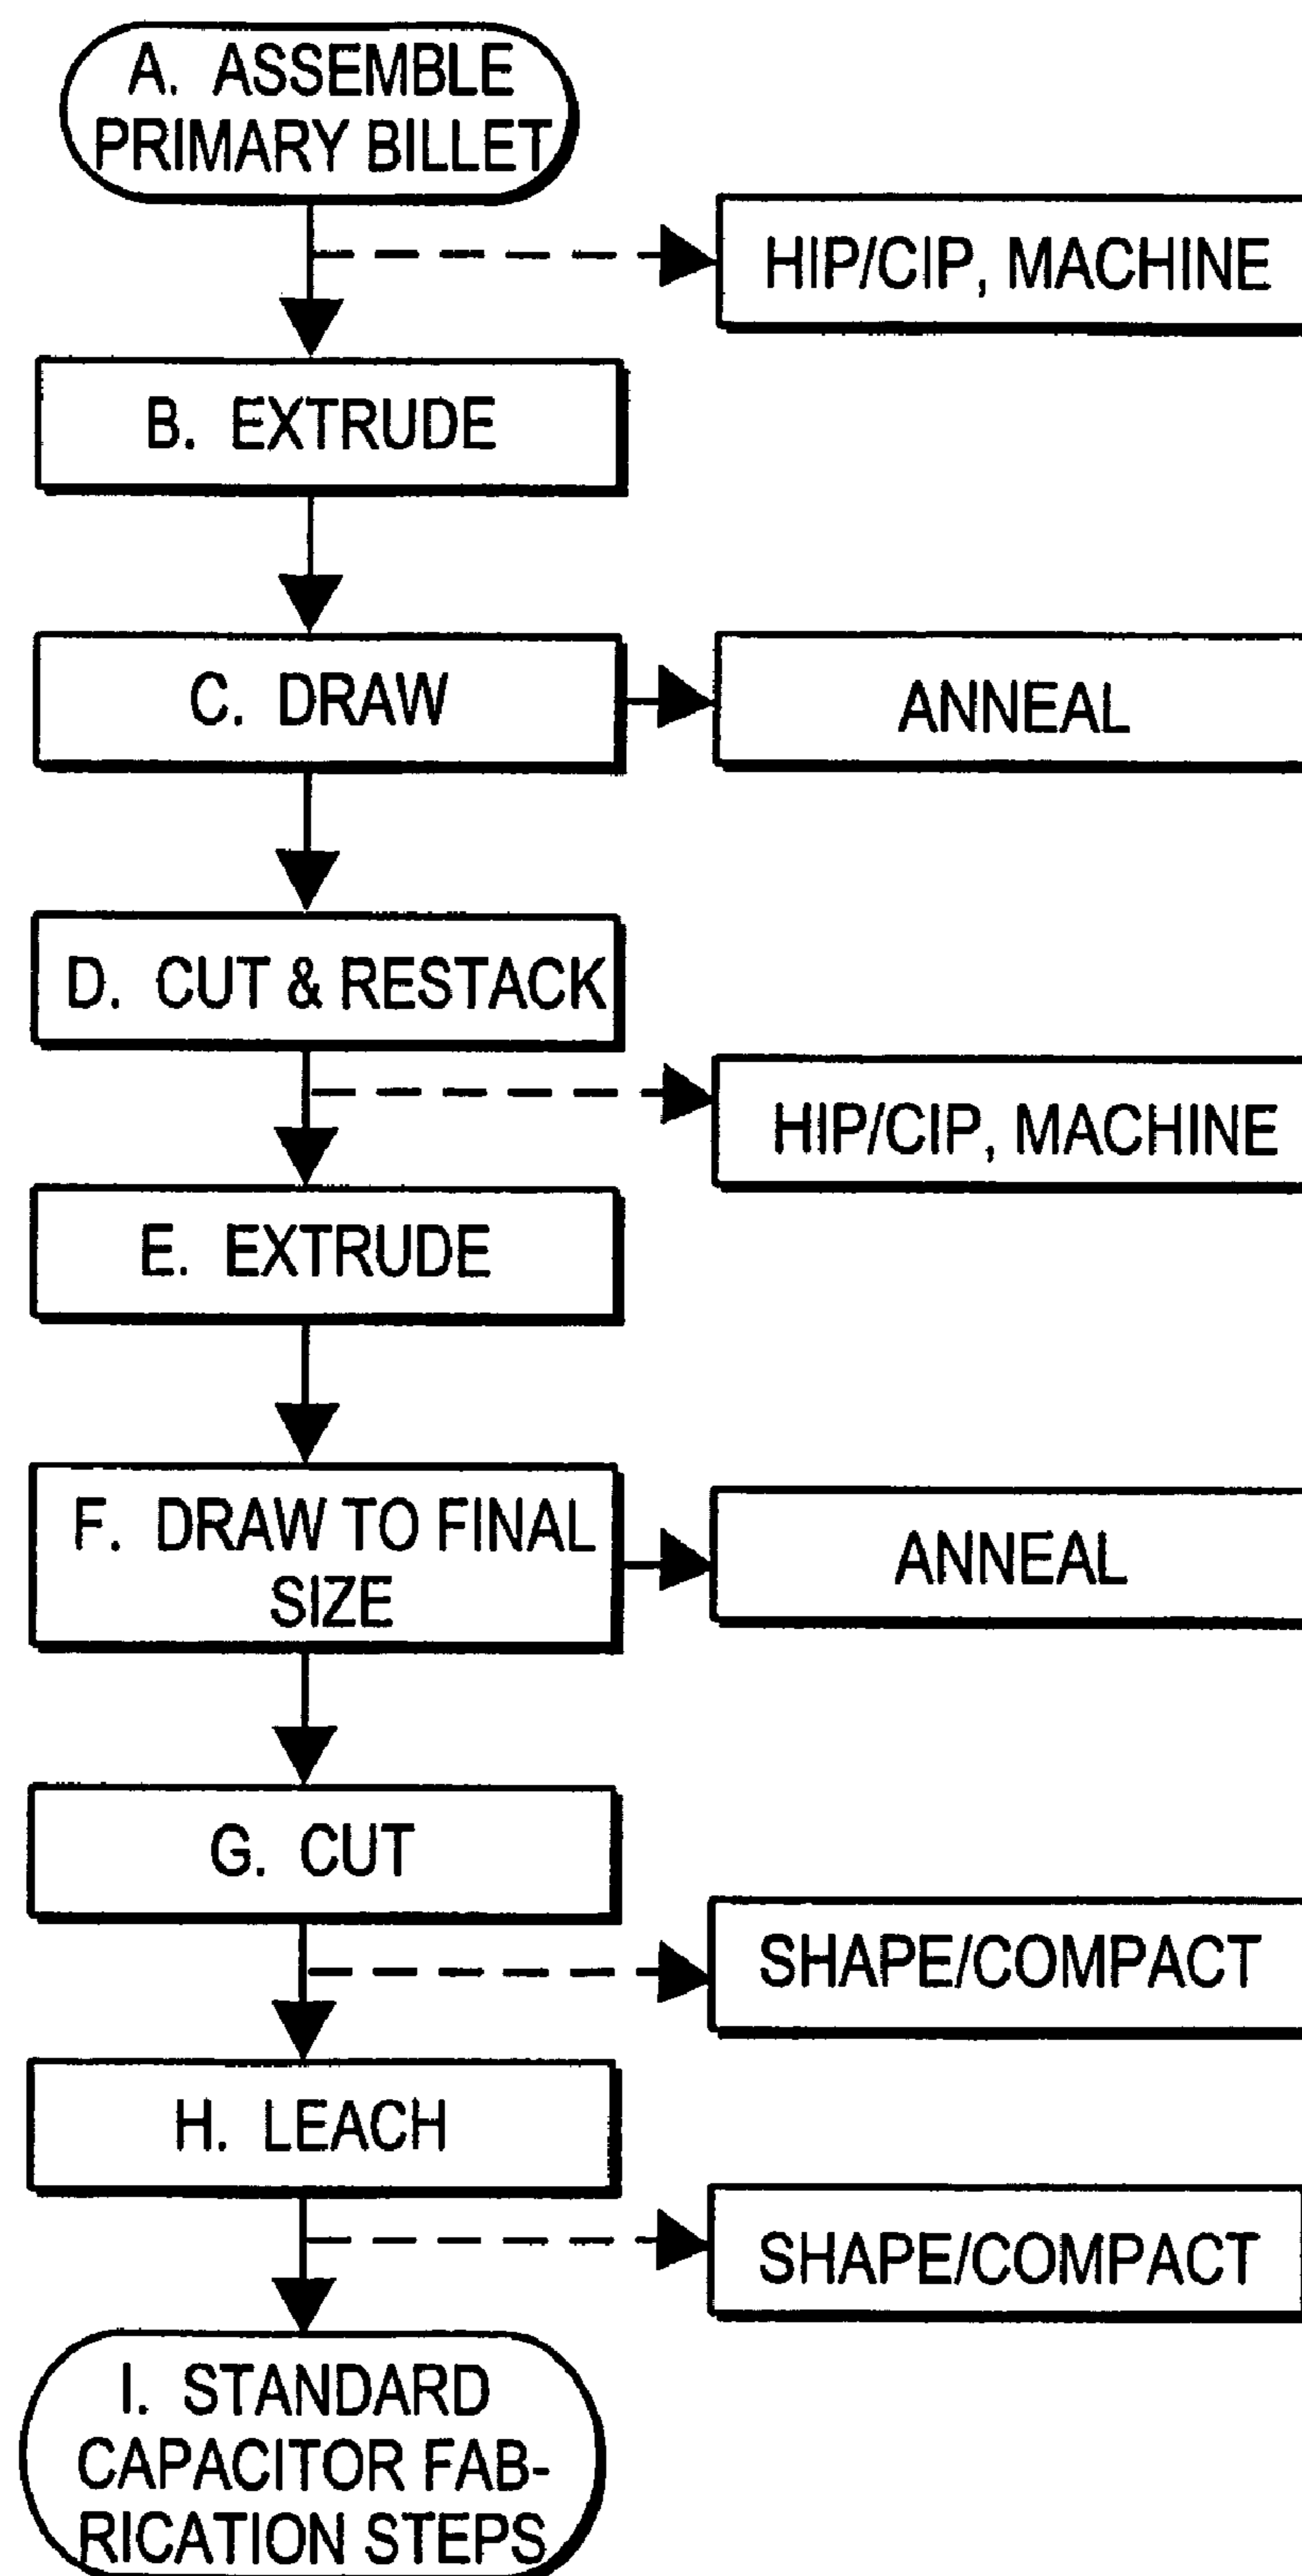 A. ASSEMBLE
PRIMARY BILLET
HIP/CIP, MACHINE
B. EXTRUDE
C. DRAW
ANNEAL
D. CUT & RESTACK
HIP/CIP, MACHINE
E. EXTRUDE
F. DRAW TO FINAL
SIZE
ANNEAL
G. CUT
SHAPE/COMPACT
H. LEACH
SHAPE/COMPACT
I. STANDARD
CAPACITOR FAB-
RICATION STEPS